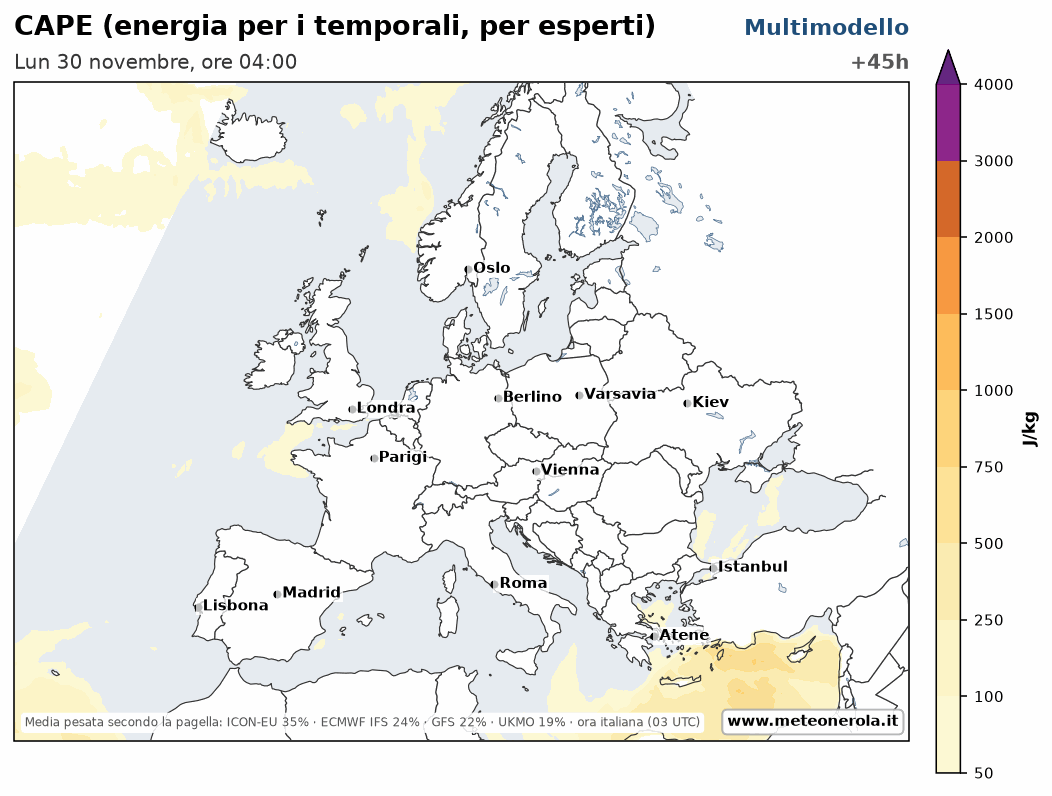 CAPE (energia per i temporali, per esperti)
Multimodello
Lun 30 novembre, ore 04:00
+45h
4000
3000
2000
1500
1000
750
500
250
100
50
J/kg
Oslo
Londra
Berlino
Varsavia
Kiev
Parigi
Vienna
Istanbul
Roma
Madrid
Lisbona
Atene
Media pesata secondo la pagella: ICON-EU 35% · ECMWF IFS 24% · GFS 22% · UKMO 19% · ora italiana (03 UTC)
www.meteonerola.it